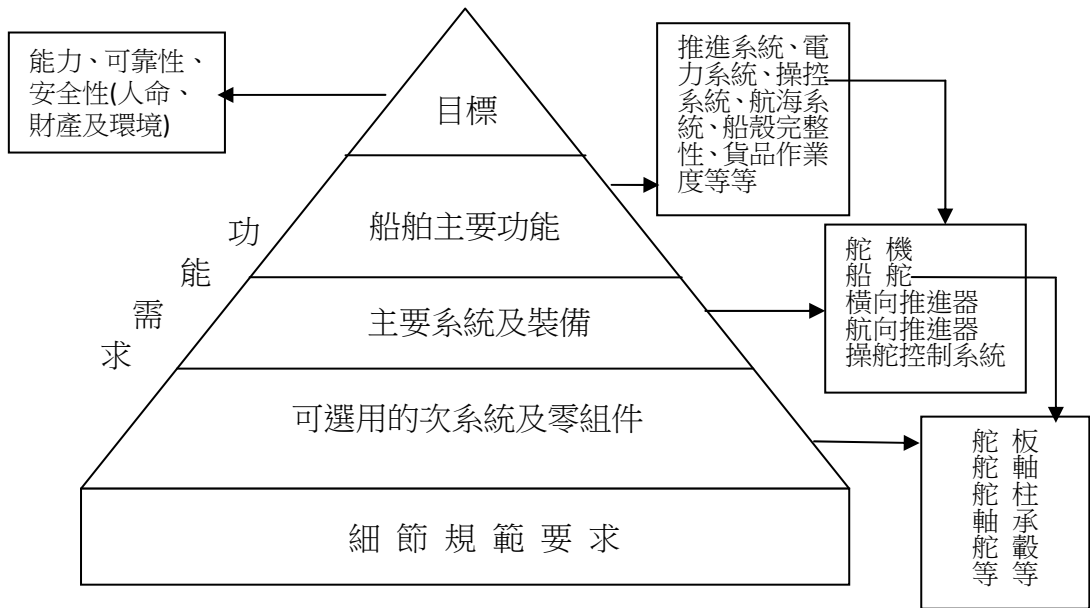 能力、可靠性、
安全性(人命、
財產及環境)
目標
推進系統、電
力系統、操控
系統、航海系
統、船殼完整
性、貨品作業
度等等
功能需求
船舶主要功能
主要系統及裝備
可選用的次系統及零組件
細節規範要求
舵機
船舵
橫向推進器
航向推進器
操舵控制系統
舵板
舵軸
舵柱
軸承
舵轂
等等